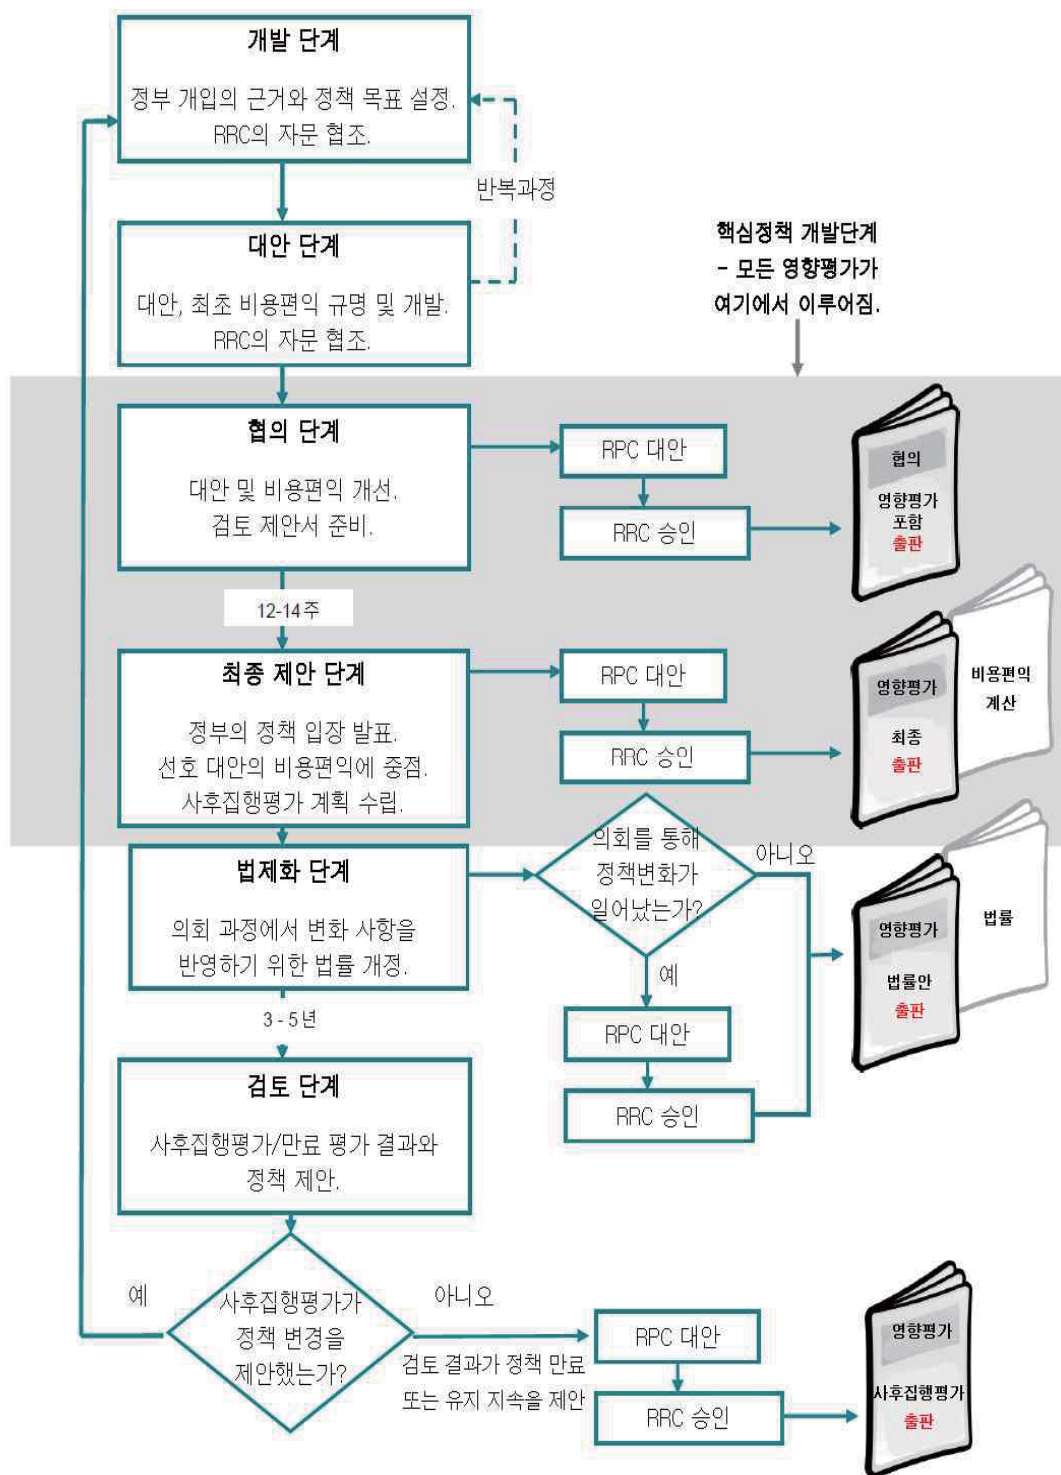 개발 단계
정부 개입의 근거와 정책 목표 설정.
RRC의 자문 협조.
반복과정
대안 단계
대안, 최초 비용편익 규명 및 개발.
RRC의 자문 협조.
핵심정책 개발단계
- 모든 영향평가가
여기에서 이루어짐.
협의 단계
대안 및 비용편익 개선.
검토 제안서 준비.
RPC 대안
RRC 승인
협의
영향평가
포함
출판
12-14주
최종 제안 단계
정부의 정책 입장 발표.
선호 대안의 비용편익에 중점.
사후집행평가 계획 수립.
RPC 대안
RRC 승인
영향평가
최종
출판
비용편익
계산
법제화 단계
의회 과정에서 변화 사항을
반영하기 위한 법률 개정.
의회를 통해
정책변화가
일어났는가?
아니오
예
RPC 대안
RRC 승인
영향평가
법률안
출판
법률
3 - 5년
검토 단계
사후집행평가/만료 평가 결과와
정책 제안.
예
사후집행평가가
정책 변경을
제안했는가?
아니오
검토 결과가 정책 만료
또는 유지 지속을 제안
RPC 대안
RRC 승인
영향평가
사후집행평가
출판